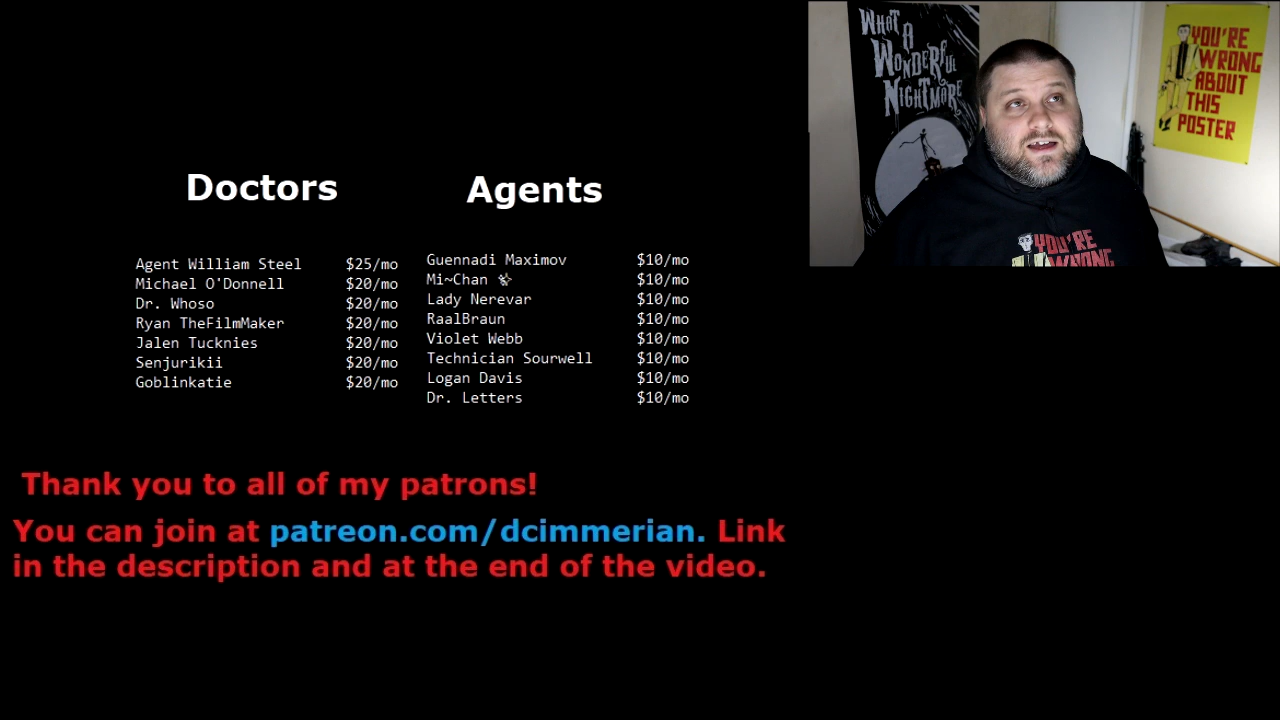 Doctors
Agent William Steel $25/mo
Michael O'Donnell $20/mo
Dr. Whoso $20/mo
Ryan TheFilmMaker $20/mo
Jalen Tucknies $20/mo
Senjurikii $20/mo
Goblinkatie $20/mo
Agents
Guennadi Maximov $10/mo
Mi~Chan $10/mo
Lady Nerevar $10/mo
RaalBraun $10/mo
Violet Webb $10/mo
Technician Sourwell $10/mo
Logan Davis $10/mo
Dr. Letters $10/mo
Thank you to all of my patrons!
You can join at patreon.com/dcimmerian. Link
in the description and at the end of the video.
WHAT
A
WONDERFUL
NIGHTMARE
YOU'RE
WRONG
ABOUT
THIS
POSTER
YOU'RE
WRONG